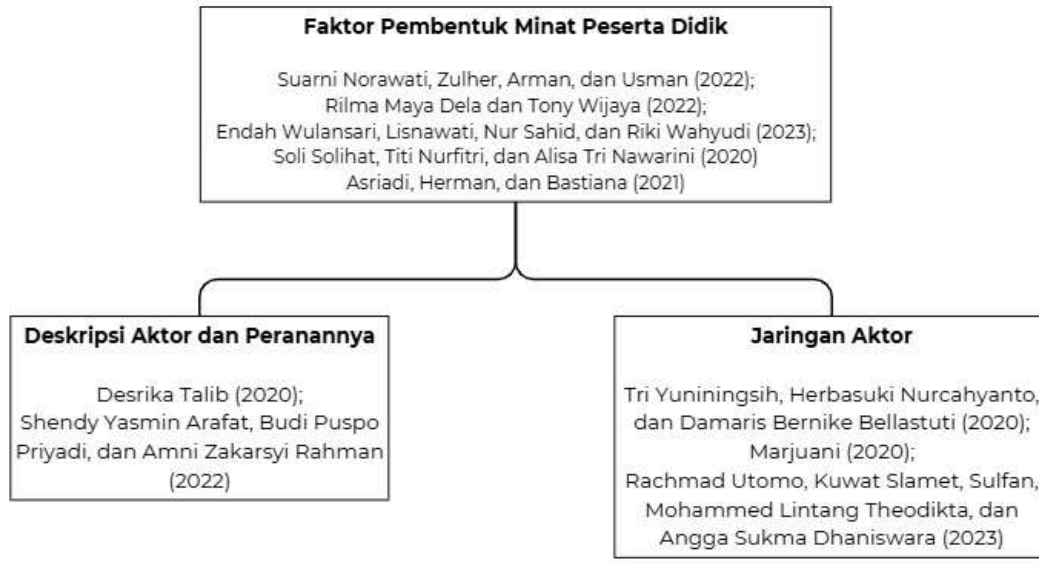 Faktor Pembentuk Minat Peserta Didik
Suarni Norawati, Zulher, Arman, dan Usman (2022);
Rilma Maya Dela dan Tony Wijaya (2022);
Endah Wulansari, Lisnawati, Nur Sahid, dan Riki Wahyudi (2023);
Soli Solihat, Titi Nurfitri, dan Alisa Tri Nawarini (2020)
Asriadi, Herman, dan Bastiana (2021)
Deskripsi Aktor dan Peranannya
Desrika Talib (2020);
Shendy Yasmin Arafat, Budi Puspo
Priyadi, dan Amni Zakarsyi Rahman
(2022)
Jaringan Aktor
Tri Yuniningsih, Herbasuki Nurcahyanto,
dan Damaris Bernike Bellastuti (2020);
Marjuani (2020);
Rachmad Utomo, Kuwat Slamet, Sulfan,
Mohammed Lintang Theodikta, dan
Angga Sukma Dhaniswara (2023)